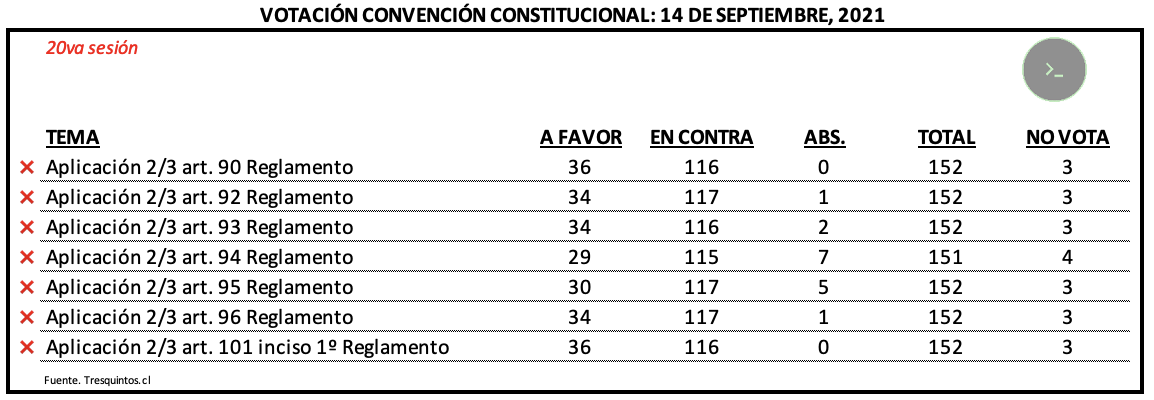 VOTACIÓN CONVENCIÓN CONSTITUCIONAL: 14 DE SEPTIEMBRE, 2021
20va sesión
>_
TEMA A FAVOR EN CONTRA ABS. TOTAL NO VOTA
× Aplicación 2/3 art. 90 Reglamento 36 116 0 152 3
× Aplicación 2/3 art. 92 Reglamento 34 117 1 152 3
× Aplicación 2/3 art. 93 Reglamento 34 116 2 152 3
× Aplicación 2/3 art. 94 Reglamento 29 115 7 151 4
× Aplicación 2/3 art. 95 Reglamento 30 117 5 152 3
× Aplicación 2/3 art. 96 Reglamento 34 117 1 152 3
× Aplicación 2/3 art. 101 inciso 1º Reglamento 36 116 0 152 3
Fuente. Tresquintos.cl